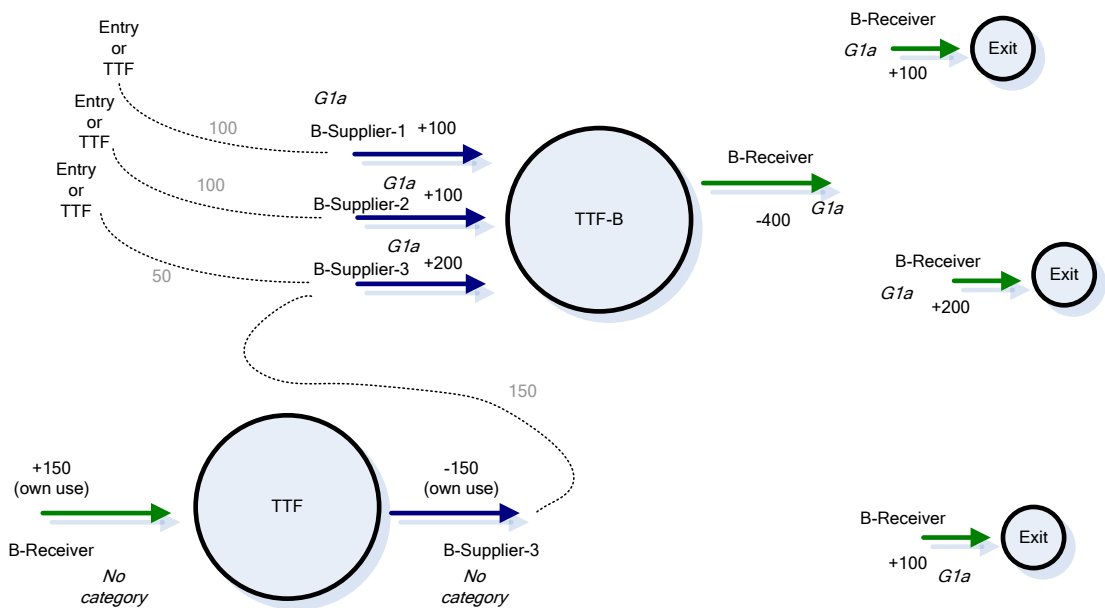 Entry
or
TTF
Entry
or
TTF
Entry
or
TTF
100
100
50
G1a
B-Supplier-1 +100
G1a
B-Supplier-2 +100
G1a
B-Supplier-3 +200
TTF-B
B-Receiver
-400
G1a
B-Receiver
G1a
+100
Exit
B-Receiver
G1a
+200
Exit
150
+150
(own use)
B-Receiver
No
category
TTF
-150
(own use)
B-Supplier-3
No
category
B-Receiver
+100
G1a
Exit